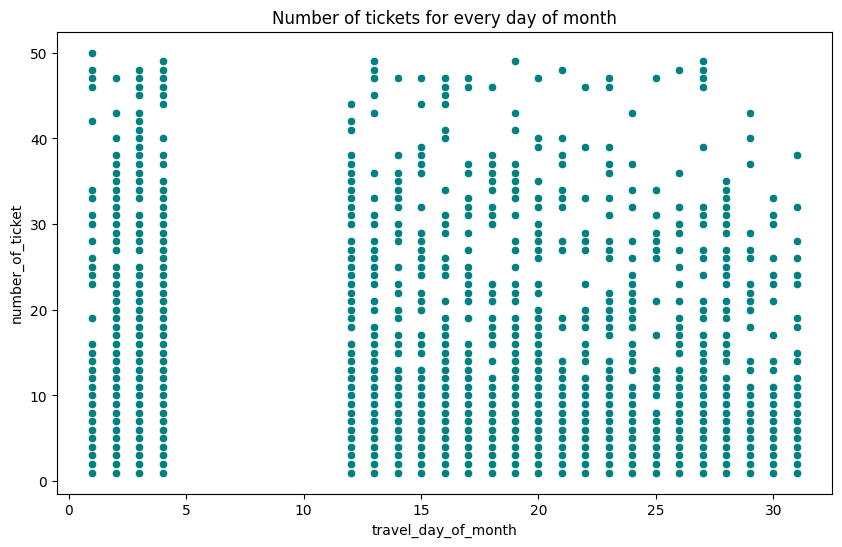 Number of tickets for every day of month
50
40
30
20
10
0
number_of_ticket
0 5 10 15 20 25 30
travel_day_of_month